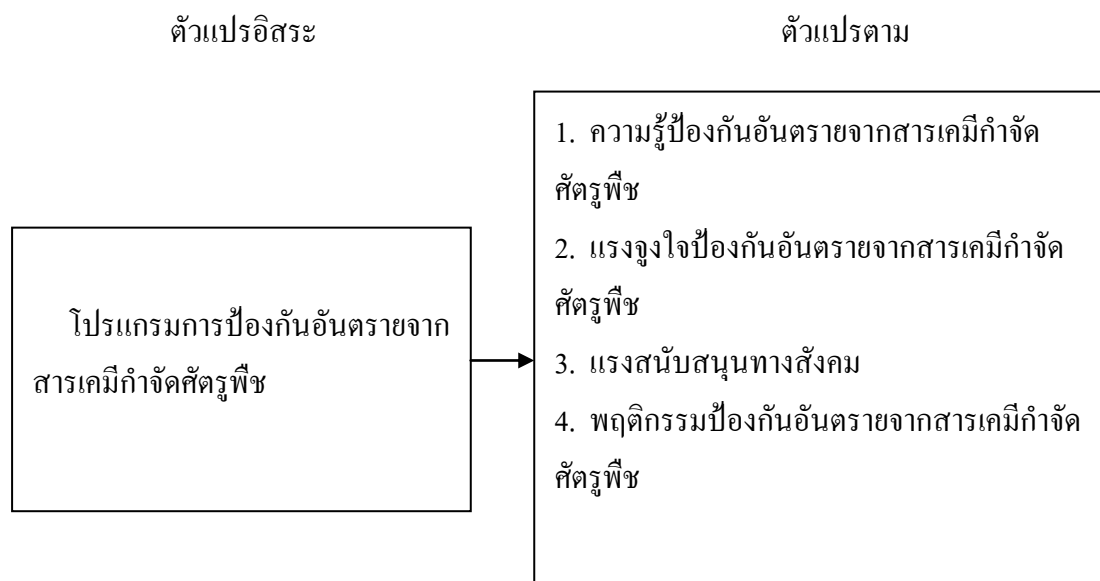 ตัวแปรอิสระ
ตัวแปรตาม
โปรแกรมการป้องกันอันตรายจาก
สารเคมีกำจัดศัตรูพืช
1. ความรู้ป้องกันอันตรายจากสารเคมีกำจัด
ศัตรูพืช
2. แรงจูงใจป้องกันอันตรายจากสารเคมีกำจัด
ศัตรูพืช
3. แรงสนับสนุนทางสังคม
4. พฤติกรรมป้องกันอันตรายจากสารเคมีกำจัด
ศัตรูพืช